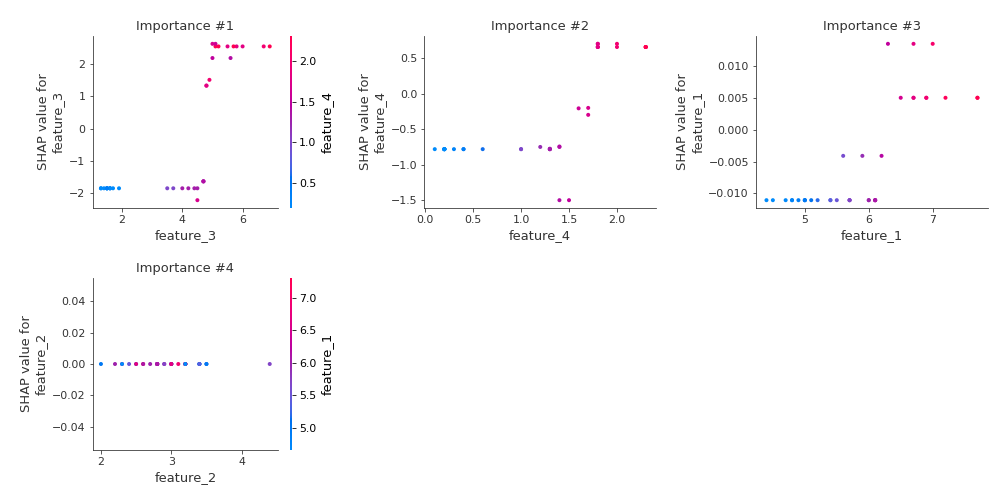 Importance #1
SHAP value for
feature_3
2
1
0
−1
−2
2
4
6
feature_3
2.0
1.5
1.0
0.5
feature_4
Importance #2
SHAP value for
feature_4
0.5
0.0
−0.5
−1.0
−1.5
0.0
0.5
1.0
1.5
2.0
feature_4
Importance #3
SHAP value for
feature_1
0.010
0.005
0.000
−0.005
−0.010
5
6
7
feature_1
Importance #4
SHAP value for
feature_2
0.04
0.02
0.00
−0.02
−0.04
2
3
4
feature_2
7.0
6.5
6.0
5.5
5.0
feature_1